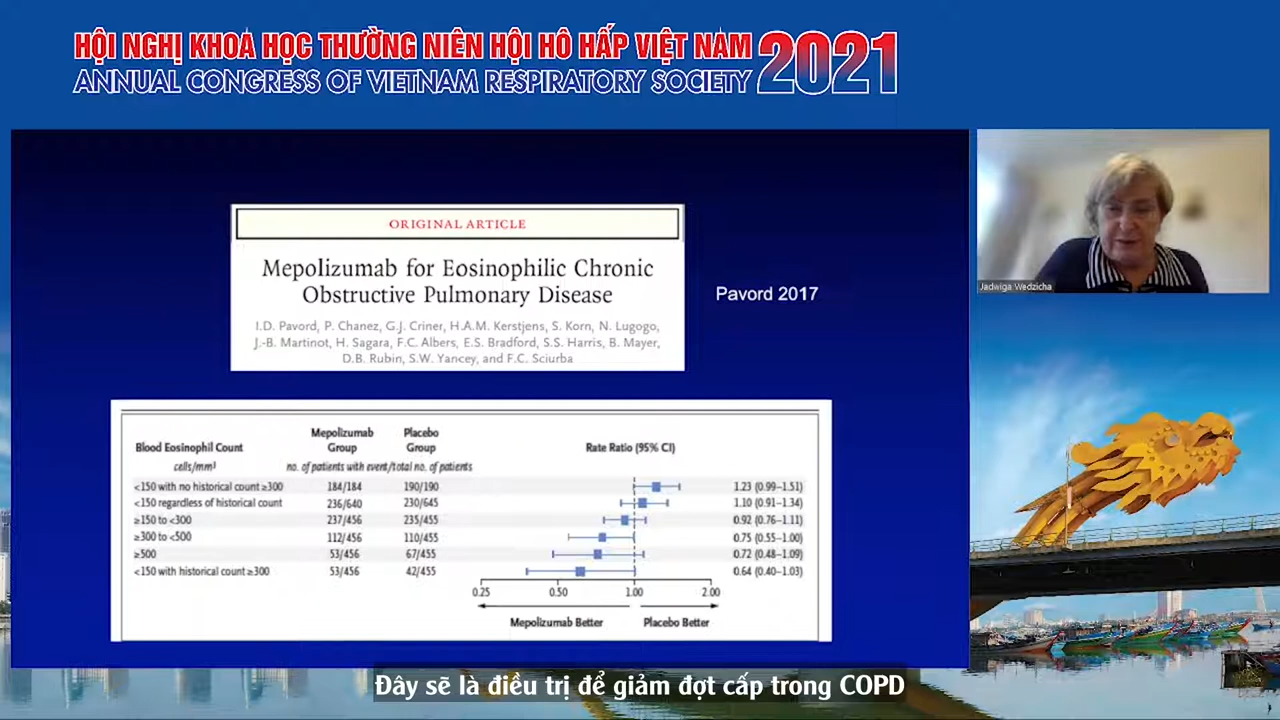 HỘI NGHỊ KHOA HỌC THƯỜNG NIÊN HỘI HÔ HẤP VIỆT NAM 2021
ANNUAL CONGRESS OF VIETNAM RESPIRATORY SOCIETY
ORIGINAL ARTICLE
Mepolizumab for Eosinophilic Chronic
Obstructive Pulmonary Disease
I.D. Pavord, P. Chanez, G.J. Criner, H.A.M. Kerstjens, S. Korn, N. Lugogo,
J.-B. Martinot, H. Sagara, F.C. Albers, E.S. Bradford, S.S. Harris, B. Mayer,
D.B. Rubin, S.W. Yancey, and F.C. Sciurba
Pavord 2017
Jadwiga Wedzicha
Blood Eosinophil Count Mepolizumab Group Placebo Group Rate Ratio (95% CI)
cells/mm³ no. of patients with event/total no. of patients
<150 with no historical count ≥300 184/184 190/190 1.23 (0.99–1.51)
<150 regardless of historical count 236/640 230/645 1.10 (0.91–1.34)
≥150 to <300 237/456 235/455 0.92 (0.76–1.11)
≥300 to <500 112/456 110/455 0.75 (0.55–1.00)
≥500 53/456 67/455 0.72 (0.48–1.09)
<150 with historical count ≥300 53/456 42/455 0.64 (0.40–1.03)
0.25 0.50 1.00 2.00
Mepolizumab Better Placebo Better
Đây sẽ là điều trị để giảm đợt cấp trong COPD